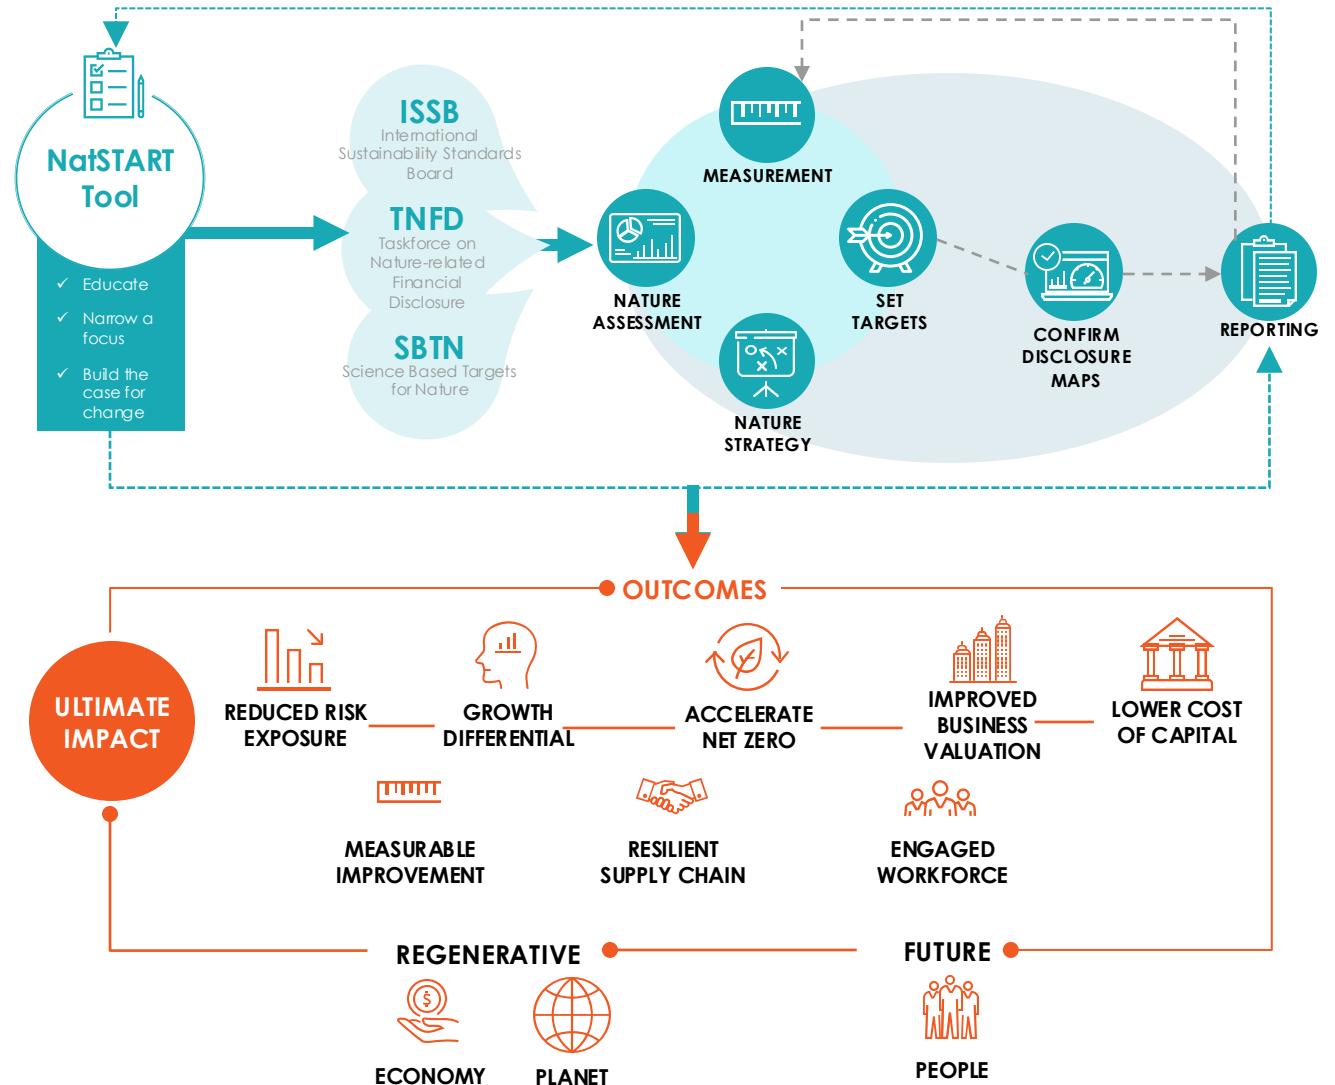 NatSTART
Tool
✓ Educate
✓ Narrow a
focus
✓ Build the
case for
change
ISSB
International
Sustainability Standards
Board
TNFD
Taskforce on
Nature-related
Financial
Disclosure
SBTN
Science Based Targets
for Nature
MEASUREMENT
NATURE
ASSESSMENT
SET
TARGETS
NATURE
STRATEGY
CONFIRM
DISCLOSURE
MAPS
REPORTING
OUTCOMES
ULTIMATE
IMPACT
REDUCED RISK
EXPOSURE
GROWTH
DIFFERENTIAL
ACCELERATE
NET ZERO
IMPROVED
BUSINESS
VALUATION
LOWER COST
OF CAPITAL
MEASURABLE
IMPROVEMENT
RESILIENT
SUPPLY CHAIN
ENGAGED
WORKFORCE
REGENERATIVE
FUTURE
$
ECONOMY
PLANET
PEOPLE